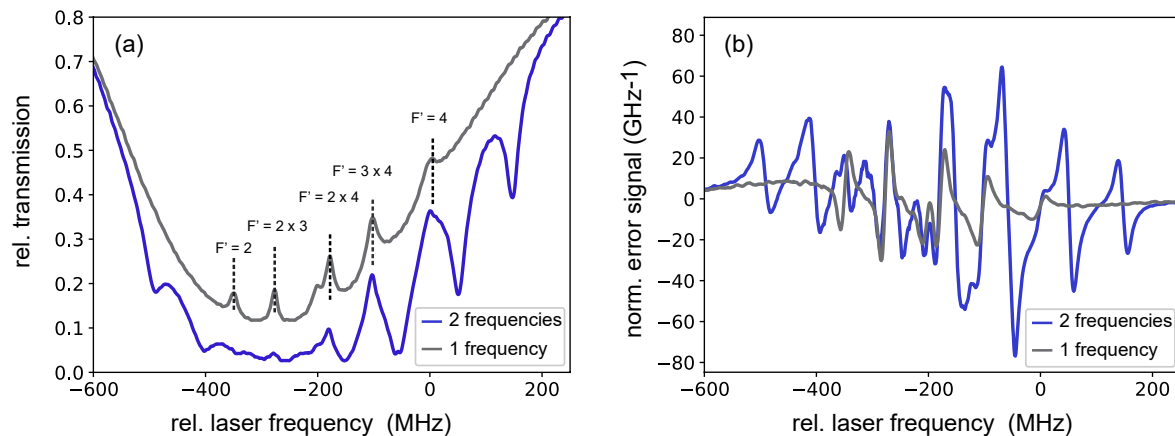 (a)
rel. transmission
0.8
0.7
0.6
0.5
0.4
0.3
0.2
0.1
0.0
F' = 2
F' = 2 x 3
F' = 2 x 4
F' = 3 x 4
F' = 4
2 frequencies
1 frequency
−600
−400
−200
0
200
rel. laser frequency (MHz)
(b)
norm. error signal (GHz-1)
80
60
40
20
0
−20
−40
−60
−80
2 frequencies
1 frequency
−600
−400
−200
0
200
rel. laser frequency (MHz)